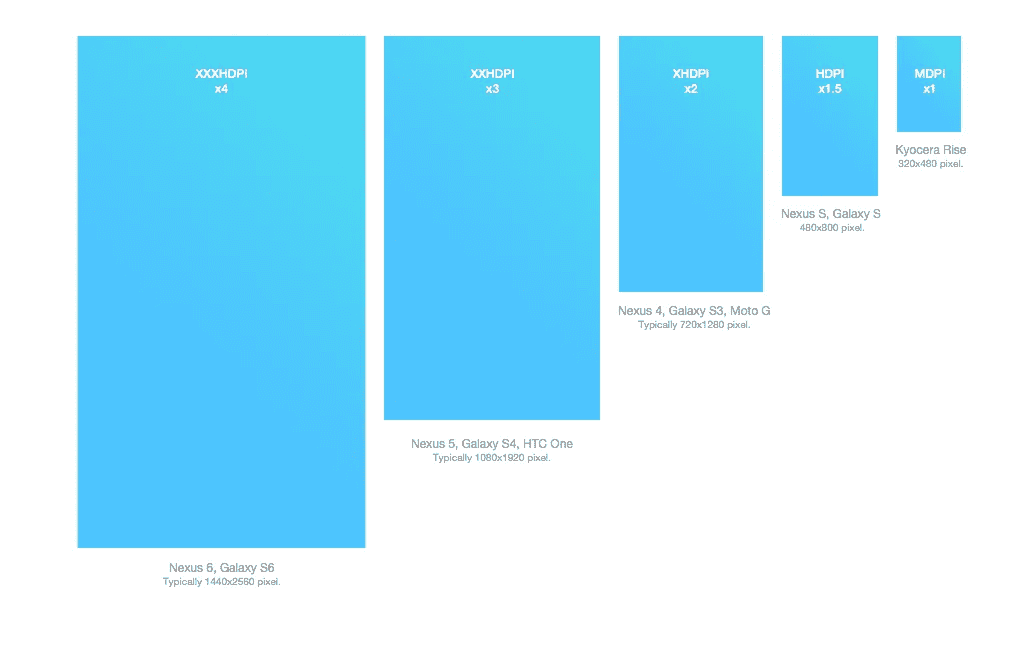 XXXHDPI
x4
Nexus 6, Galaxy S6
Typically 1440x2560 pixel.
XXHDPI
x3
Nexus 5, Galaxy S4, HTC One
Typically 1080x1920 pixel.
XHDPI
x2
Nexus 4, Galaxy S3, Moto G
Typically 720x1280 pixel.
HDPI
x1.5
Nexus S, Galaxy S
480x800 pixel.
MDPI
x1
Kyocera Rise
320x480 pixel.